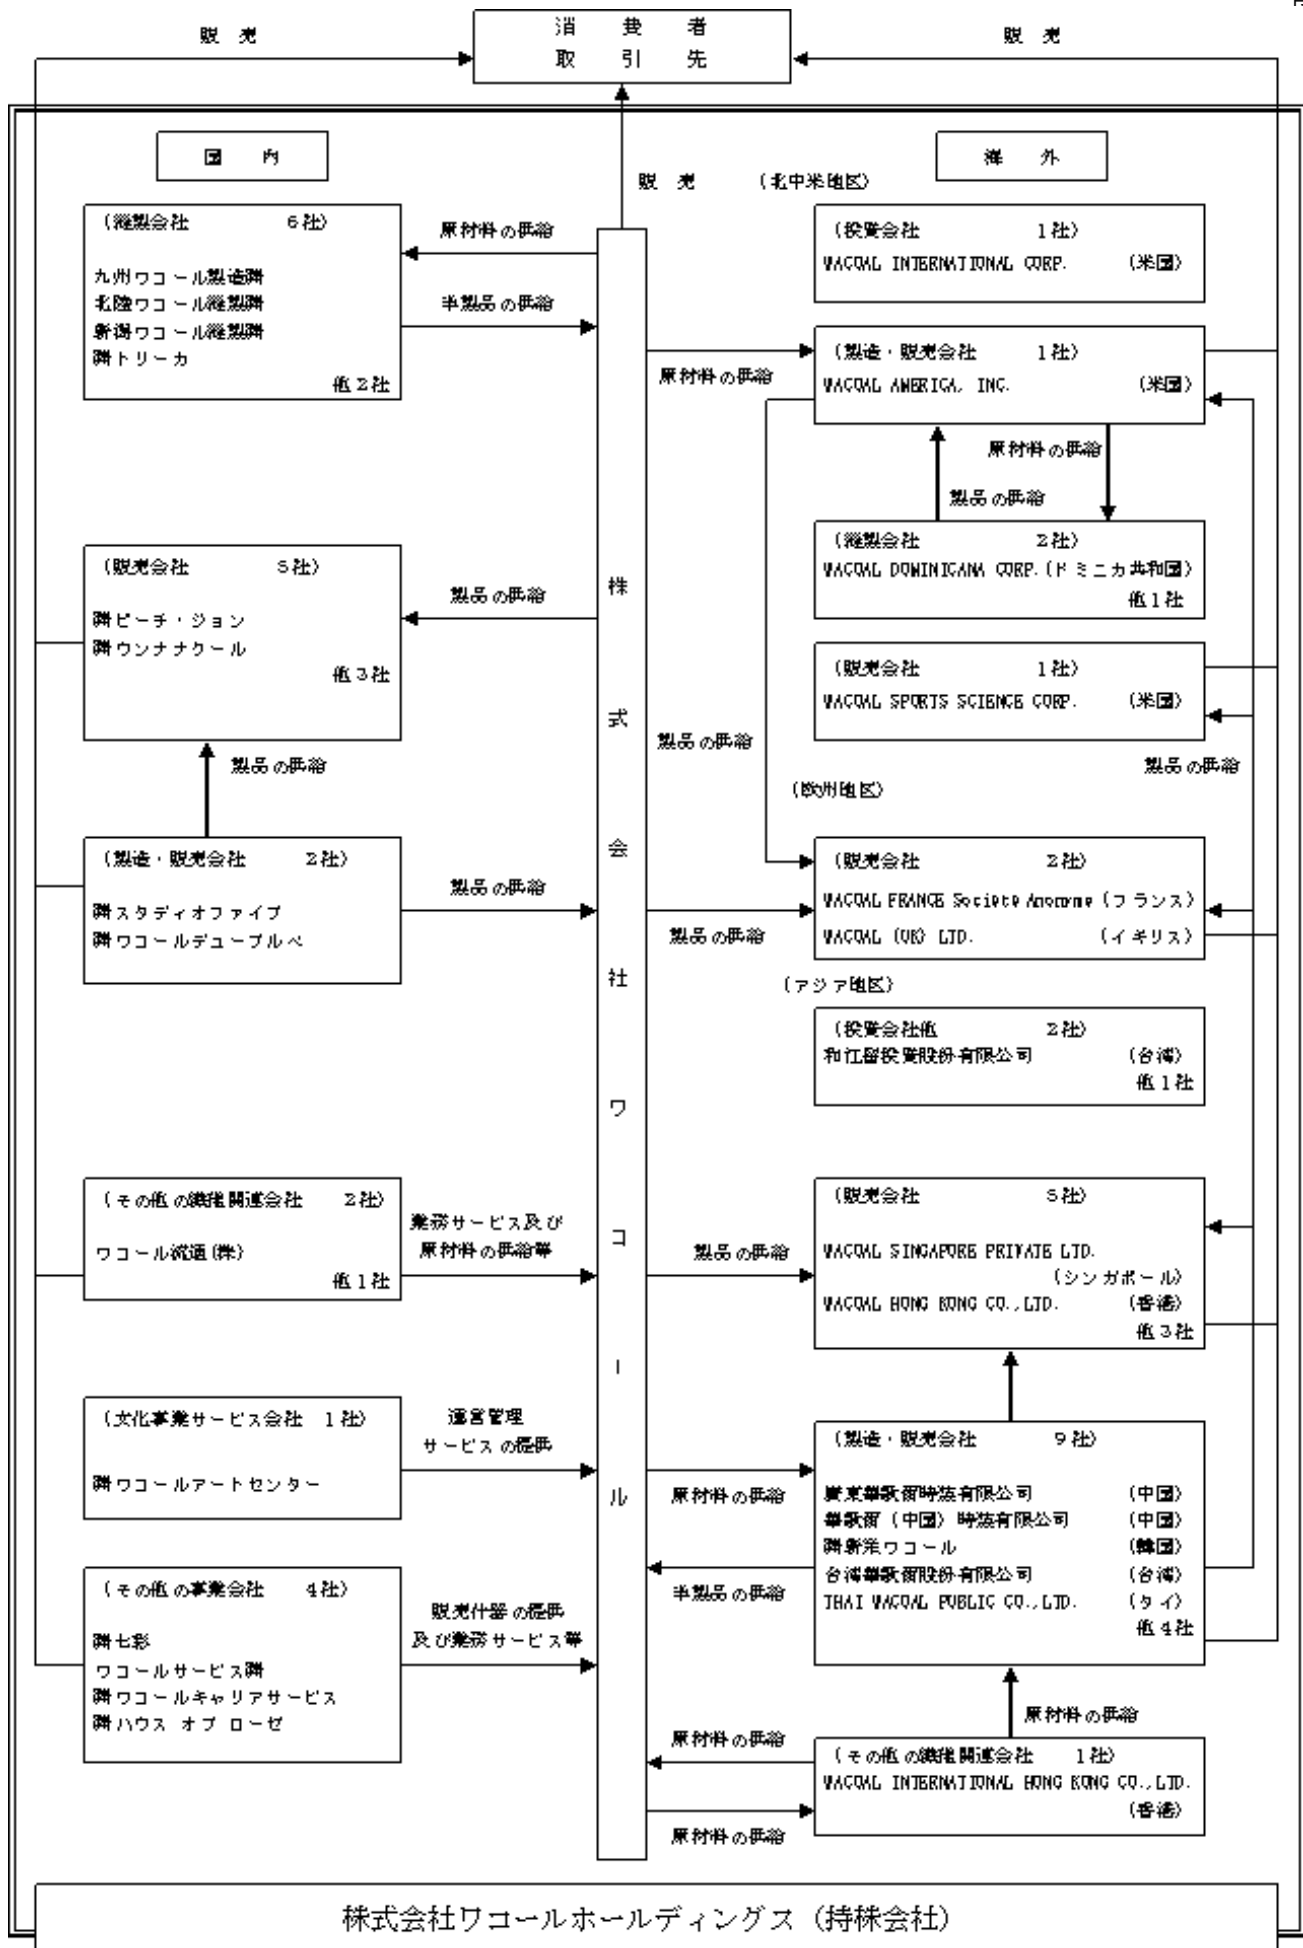 消費者
取引先
販売
販売
国内
海外
販売
(縫製会社 6社)
九州ワコール製造㈱
北陸ワコール縫製㈱
新潟ワコール縫製㈱
㈱トリーカ
他2社
原材料の供給
半製品の供給
(販売会社 5社)
㈱ピーチ・ジョン
㈱ウンナナクール
他3社
製品の供給
製品の供給
(製造・販売会社 2社)
㈱スタディオファイブ
㈱ワコールデューブルベ
製品の供給
(その他の繊維関連会社 2社)
ワコール流通(株)
他1社
業務サービス及び
原材料の供給等
(文化事業サービス会社 1社)
㈱ワコールアートセンター
運営管理
サービスの提供
(その他の事業会社 4社)
㈱七彩
ワコールサービス㈱
㈱ワコールキャリアサービス
㈱ハウス オブ ローゼ
販売什器の提供
及び業務サービス等
株式会社ワコール
(北中米地区)
(投資会社 1社)
WACOAL INTERNATIONAL CORP. (米国)
原材料の供給
(製造・販売会社 1社)
WACOAL AMERICA, INC. (米国)
原材料の供給
製品の供給
(縫製会社 2社)
WACOAL DOMINICANA CORP.(ドミニカ共和国)
他1社
(販売会社 1社)
WACOAL SPORTS SCIENCE CORP. (米国)
製品の供給
製品の供給
(欧州地区)
(販売会社 2社)
WACOAL FRANCE Societe Anonyme (フランス)
WACOAL (UK) LTD. (イギリス)
製品の供給
(アジア地区)
(投資会社他 2社)
和江留投資股份有限公司 (台湾)
他1社
(販売会社 5社)
WACOAL SINGAPORE PRIVATE LTD.
(シンガポール)
WACOAL HONG KONG CO.,LTD. (香港)
他3社
製品の供給
(製造・販売会社 9社)
廣東華歌爾時装有限公司 (中国)
華歌爾(中国)時装有限公司 (中国)
㈱新栄ワコール (韓国)
台湾華歌爾股份有限公司 (台湾)
THAI WACOAL PUBLIC CO.,LTD. (タイ)
他4社
原材料の供給
半製品の供給
原材料の供給
(その他の繊維関連会社 1社)
WACOAL INTERNATIONAL HONG KONG CO.,LTD.
(香港)
原材料の供給
原材料の供給
株式会社ワコールホールディングス(持株会社)